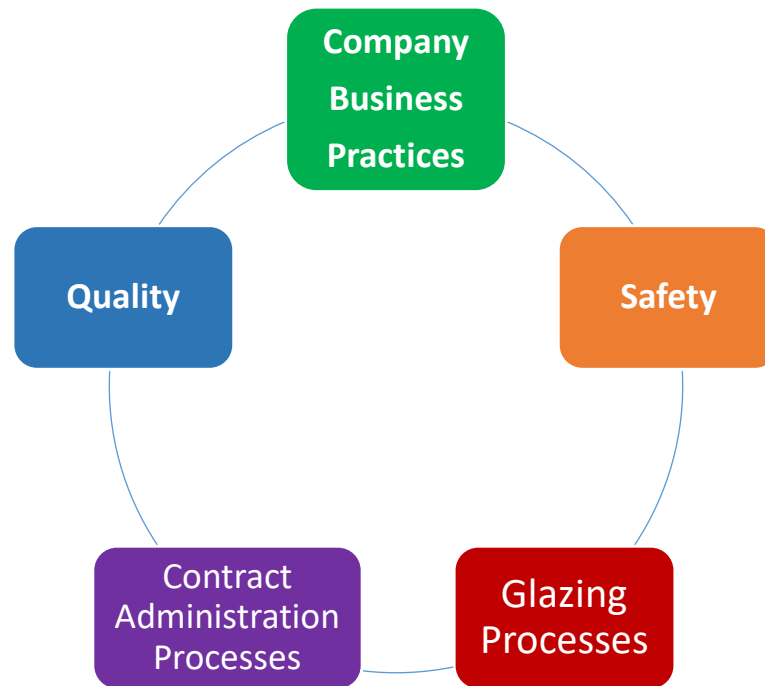 Company
Business
Practices
Quality
Safety
Contract
Administration
Processes
Glazing
Processes